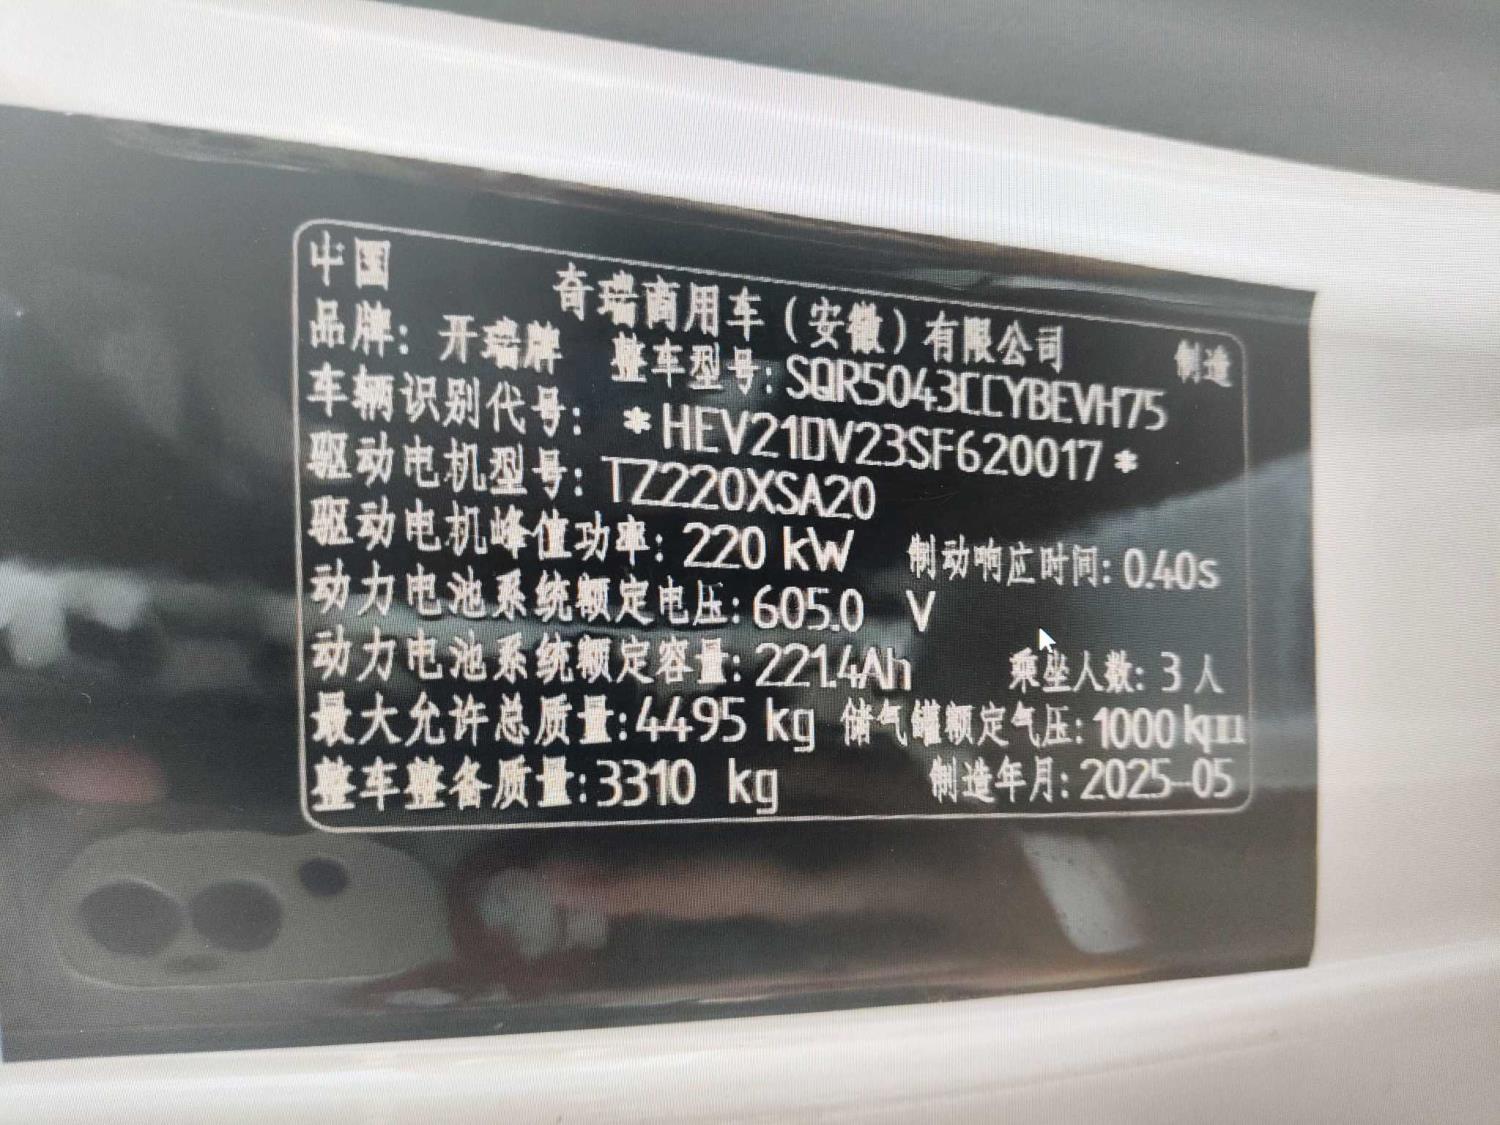 中国 奇瑞商用车（安徽）有限公司 制造
品牌：开瑞牌 整车型号：SQR5043CCYBEVH75
车辆识别代号：*HEV21DV23SF620017*
驱动电机型号：TZ220XSA20
驱动电机峰值功率：220 kW 制动响应时间：0.40s
动力电池系统额定电压：605.0 V
动力电池系统额定容量：221.4Ah 乘坐人数：3 人
最大允许总质量：4495 kg 储气罐额定气压：1000
整车整备质量：3310 kg 制造年月：2025-05